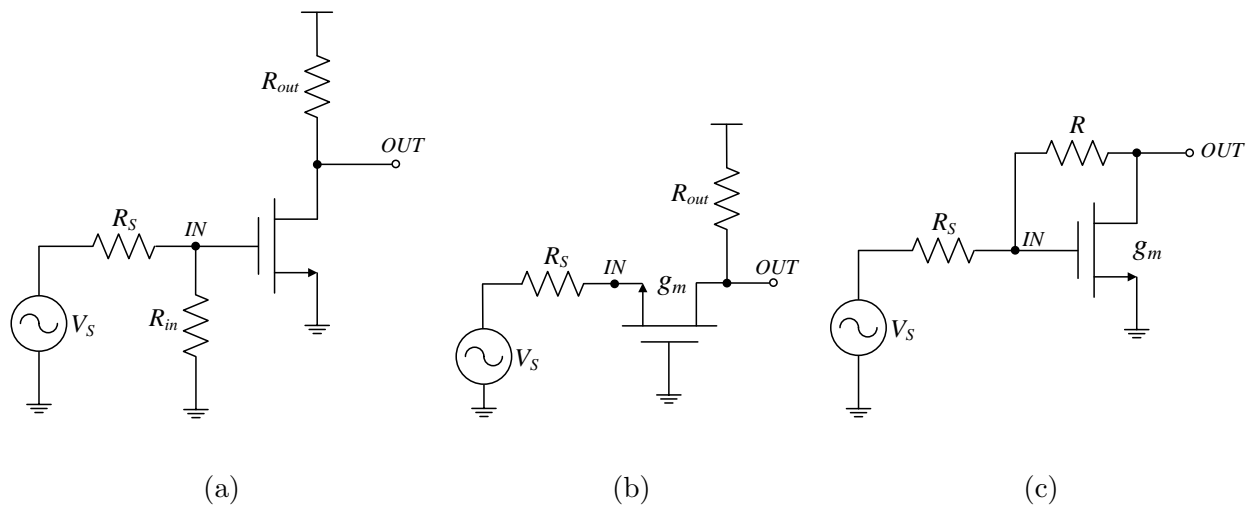 R_out
OUT
R_S
IN
R_in
V_S
(a)
R_out
OUT
R_S
IN
g_m
V_S
(b)
R
OUT
R_S
IN
g_m
V_S
(c)